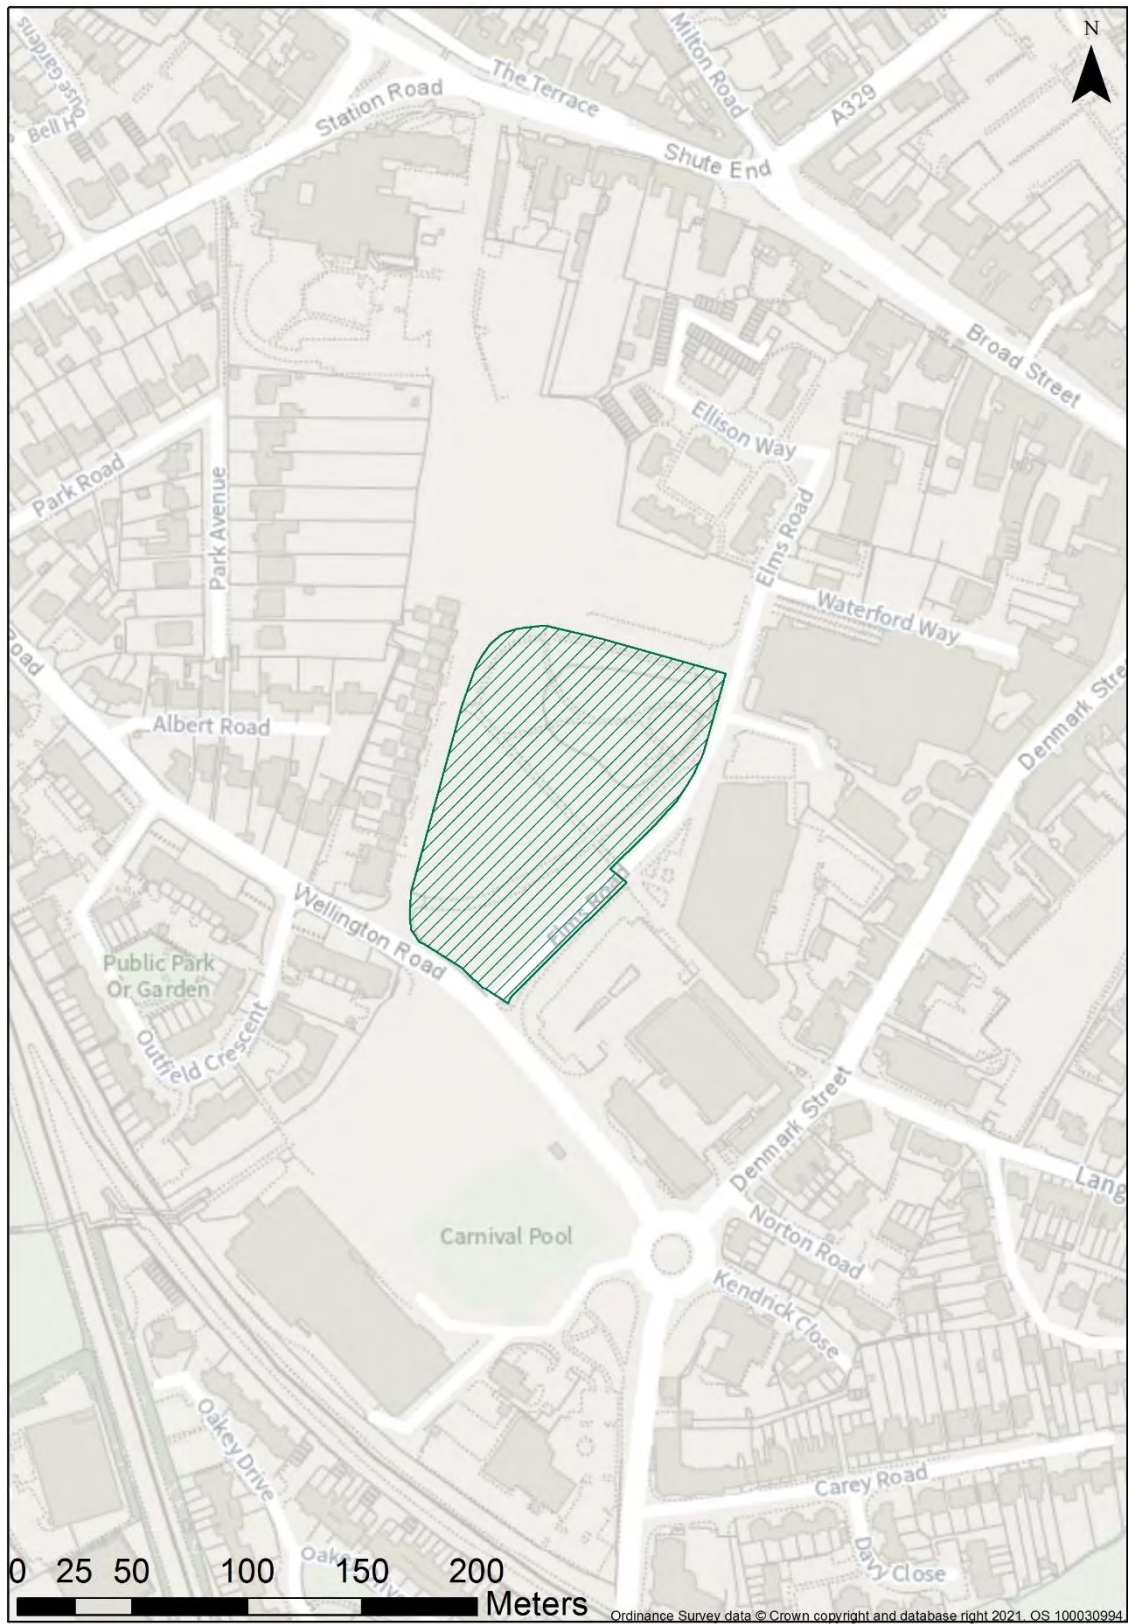 N
Milton Road
The Terrace
A329
Station Road
Bell House Gardens
Shute End
Broad Street
Ellison Way
Park Road
Park Avenue
Elms Road
Waterford Way
Road
Albert Road
Denmark Stre
Wellington Road
Elms Road
Public Park
Or Garden
Outfield Crescent
Denmark Street
Lang
Carnival Pool
Norton Road
Kendrick Close
Oakey Drive
Carey Road
Davy Close
0 25 50 100 150 200
Meters
Ordinance Survey data © Crown copyright and database right 2021. OS 100030994